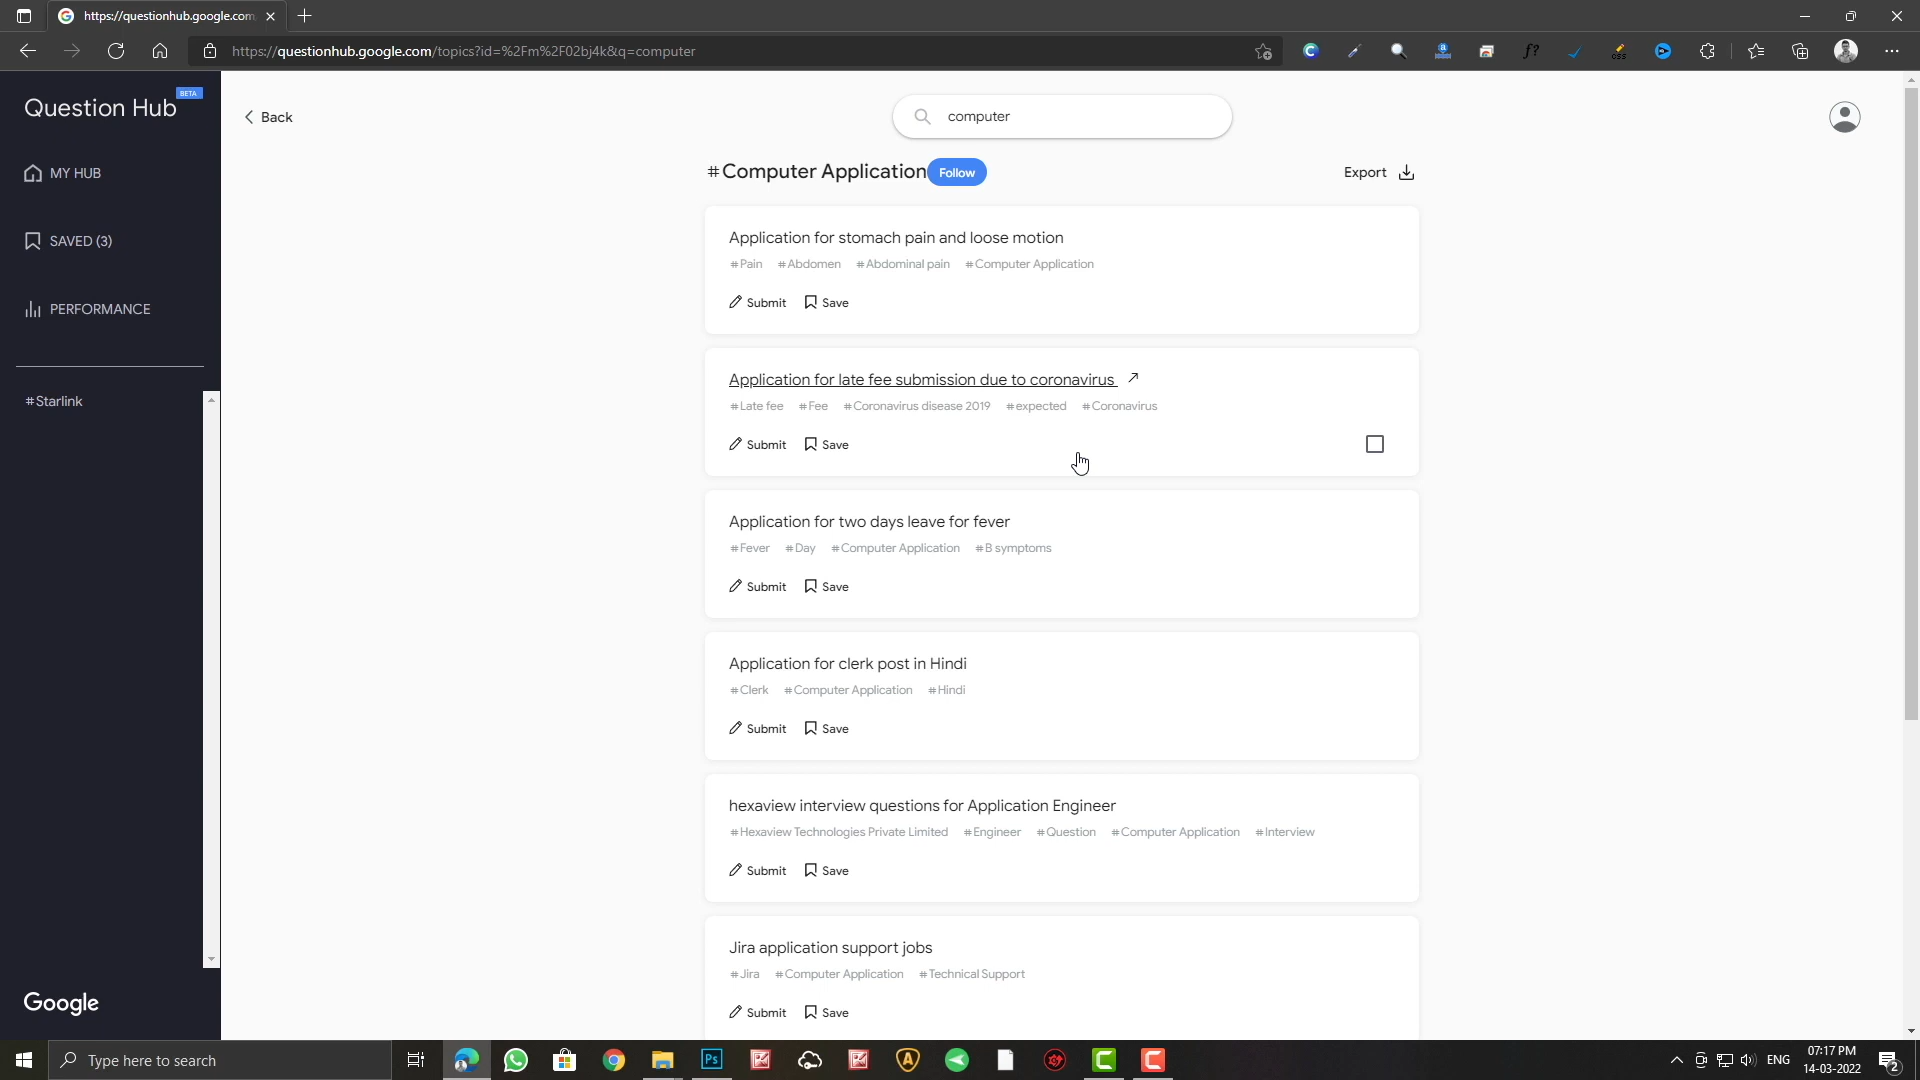 https://questionhub.google.com
https://questionhub.google.com/topics?id=%2Fm%2F02bj4k&q=computer
Question Hub BETA
Back
computer
MY HUB
#Computer Application Follow
Export
SAVED (3)
Application for stomach pain and loose motion
#Pain #Abdomen #Abdominal pain #Computer Application
Submit Save
PERFORMANCE
Application for late fee submission due to coronavirus
#Late fee #Fee #Coronavirus disease 2019 #expected #Coronavirus
Submit Save
#Starlink
Application for two days leave for fever
#Fever #Day #Computer Application #B symptoms
Submit Save
Application for clerk post in Hindi
#Clerk #Computer Application #Hindi
Submit Save
hexaview interview questions for Application Engineer
#Hexaview Technologies Private Limited #Engineer #Question #Computer Application #Interview
Submit Save
Jira application support jobs
#Jira #Computer Application #Technical Support
Submit Save
Google
Type here to search
Ps
ENG
07:17 PM
14-03-2022
2